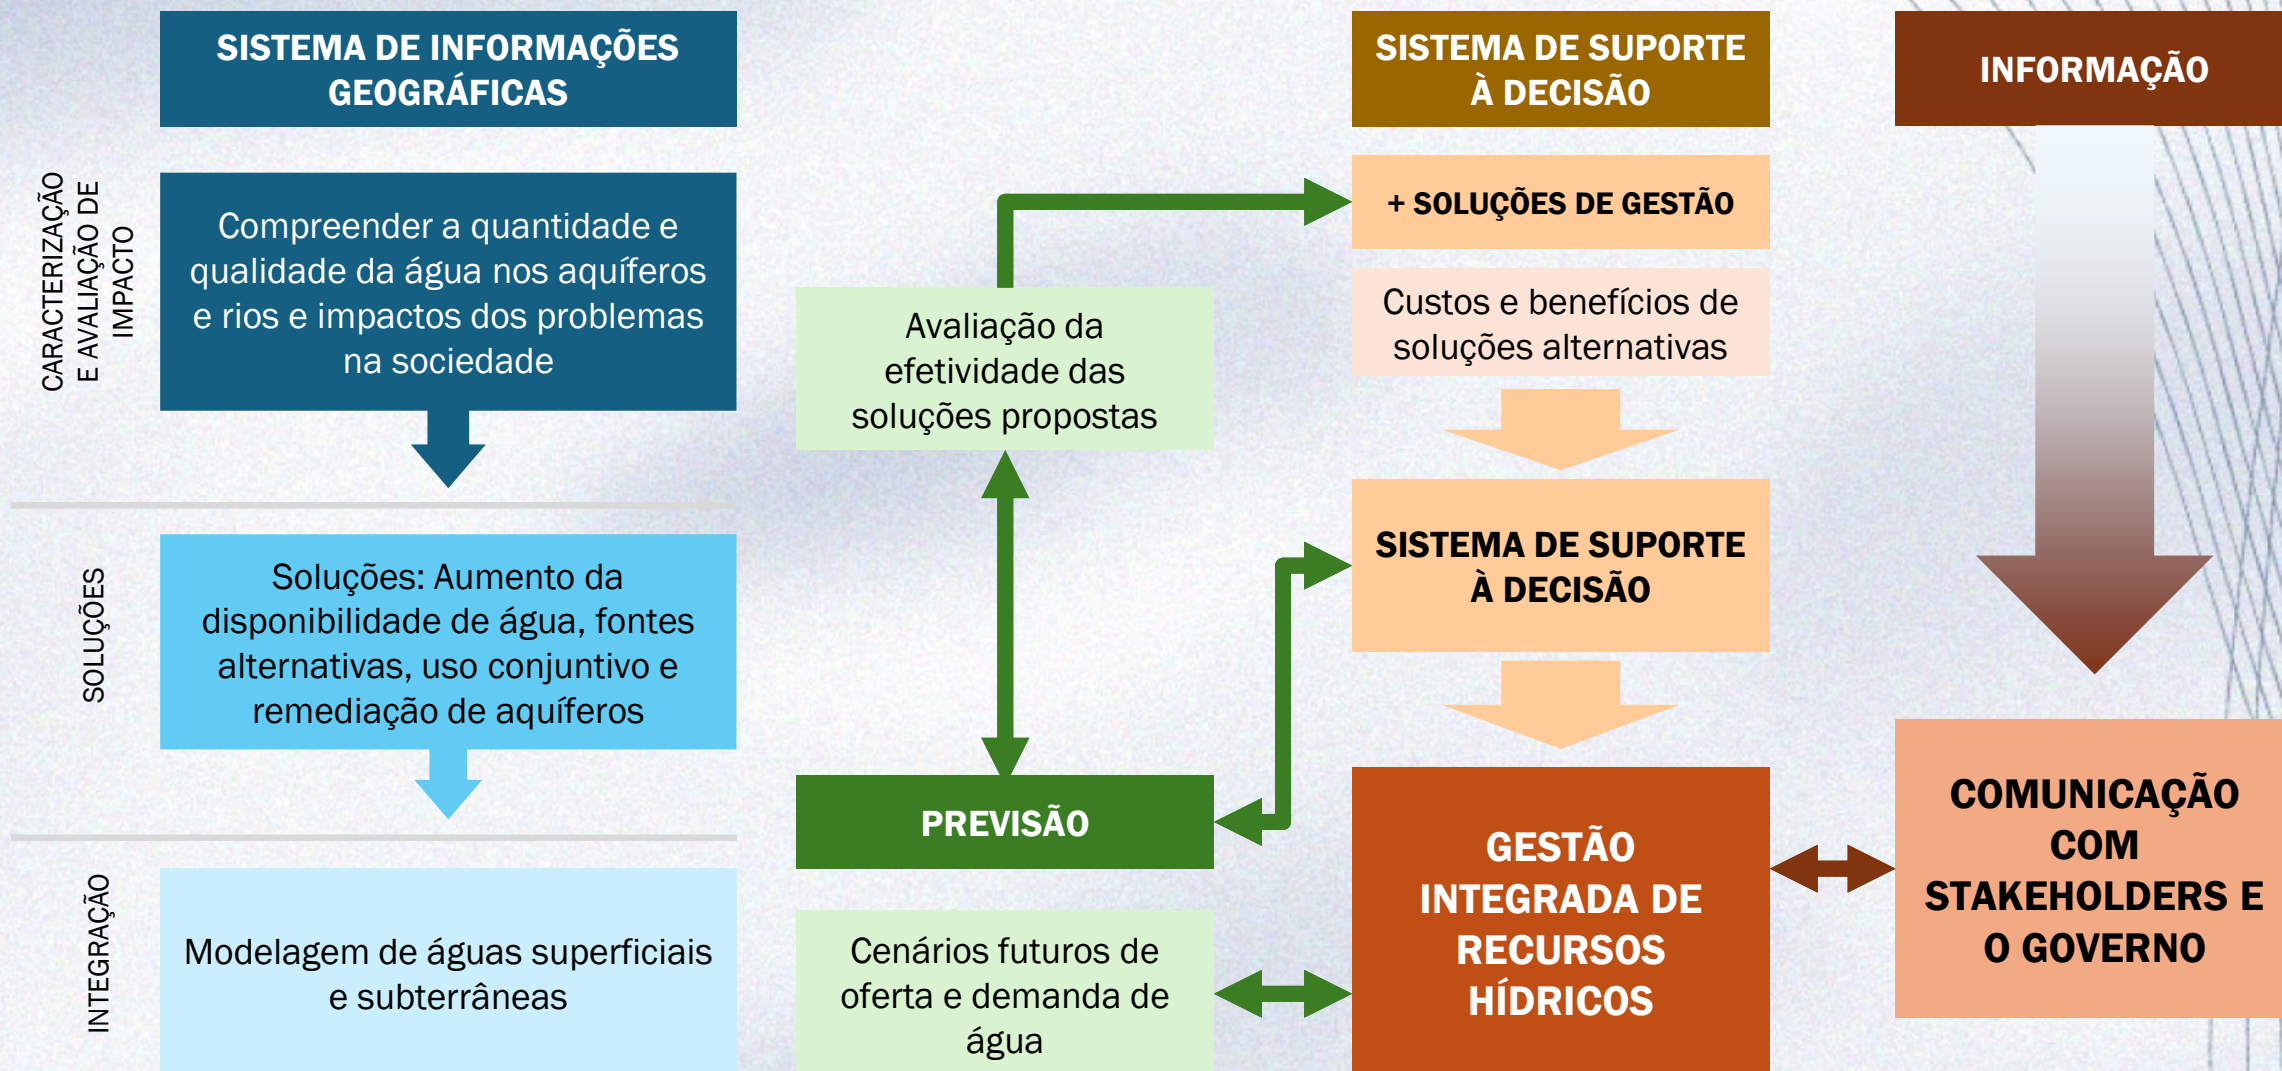 SISTEMA DE INFORMAÇÕES
GEOGRÁFICAS
CARACTERIZAÇÃO
E AVALIAÇÃO DE
IMPACTO
Compreender a quantidade e
qualidade da água nos aquíferos
e rios e impactos dos problemas
na sociedade
SOLUÇÕES
Soluções: Aumento da
disponibilidade de água, fontes
alternativas, uso conjuntivo e
remediação de aquíferos
INTEGRAÇÃO
Modelagem de águas superficiais
e subterrâneas
Avaliação da
efetividade das
soluções propostas
PREVISÃO
Cenários futuros de
oferta e demanda de
água
SISTEMA DE SUPORTE
À DECISÃO
+ SOLUÇÕES DE GESTÃO
Custos e benefícios de
soluções alternativas
SISTEMA DE SUPORTE
À DECISÃO
GESTÃO
INTEGRADA DE
RECURSOS
HÍDRICOS
INFORMAÇÃO
COMUNICAÇÃO
COM
STAKEHOLDERS E
O GOVERNO